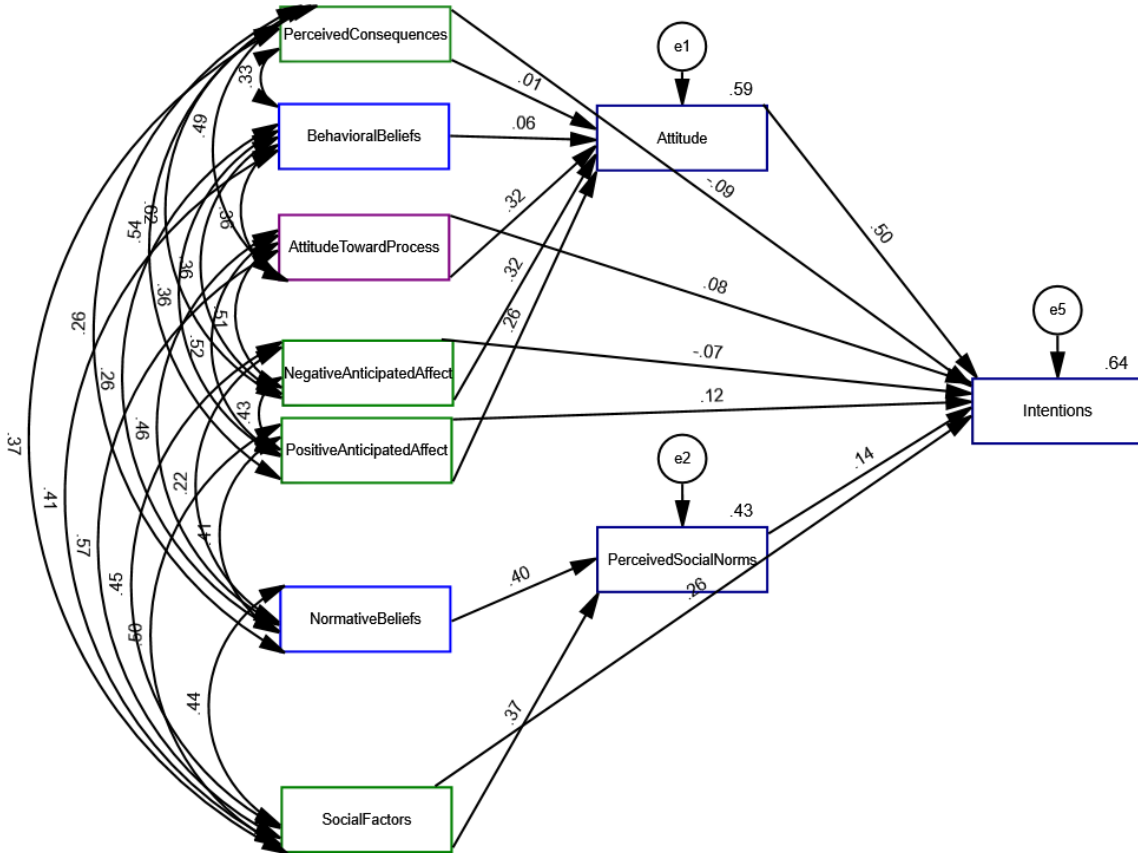 PerceivedConsequences
e1
.01
.59
.33
BehavioralBeliefs
.06
Attitude
.49
-.09
.36
.32
.50
.54
.62
AttitudeTowardProcess
.36
.32
.08
.36
.26
.51
e5
.26
.52
NegativeAnticipatedAffect
-.07
.64
.26
.43
.12
Intentions
.37
.46
PositiveAnticipatedAffect
e2
.14
.22
.41
.43
.41
.57
PerceivedSocialNorms
.45
.40
.26
.50
NormativeBeliefs
.44
.37
SocialFactors